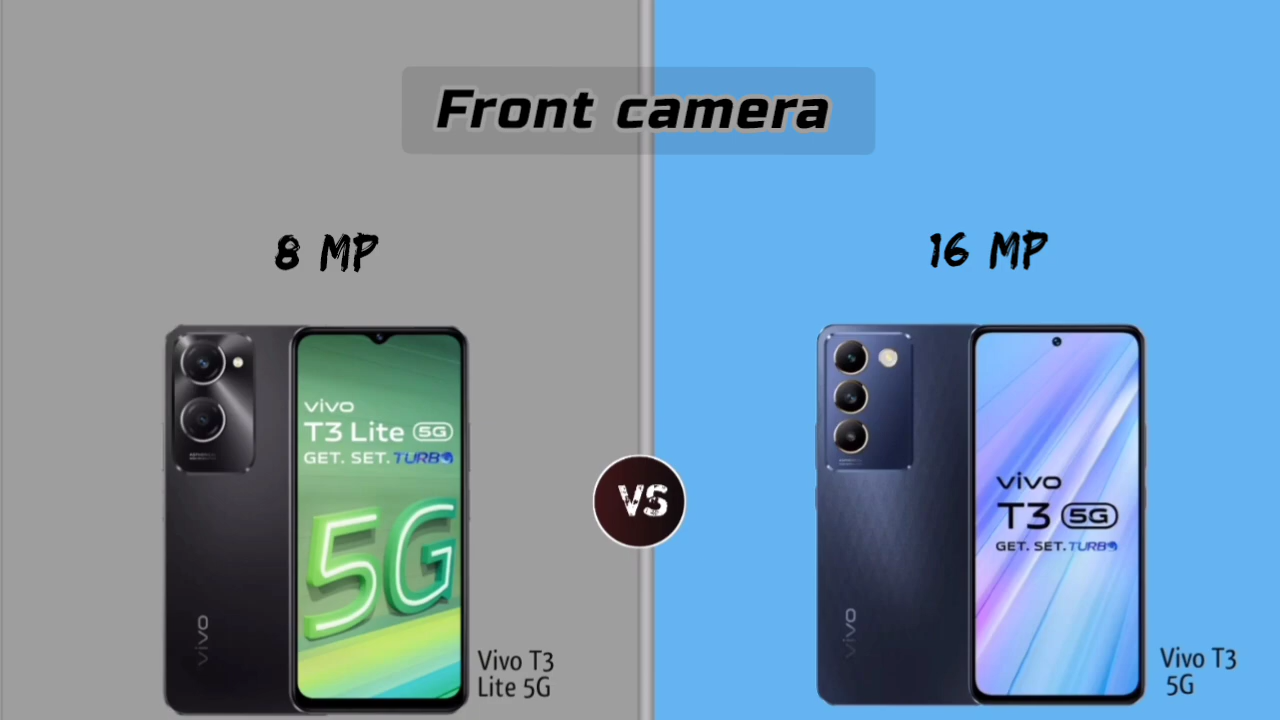 Front camera
8 MP
16 MP
vivo
T3 Lite 5G
GET. SET. TURBO
5G
vivo
Vivo T3
Lite 5G
VS
vivo
T3 5G
GET. SET. TURBO
vivo
Vivo T3
5G